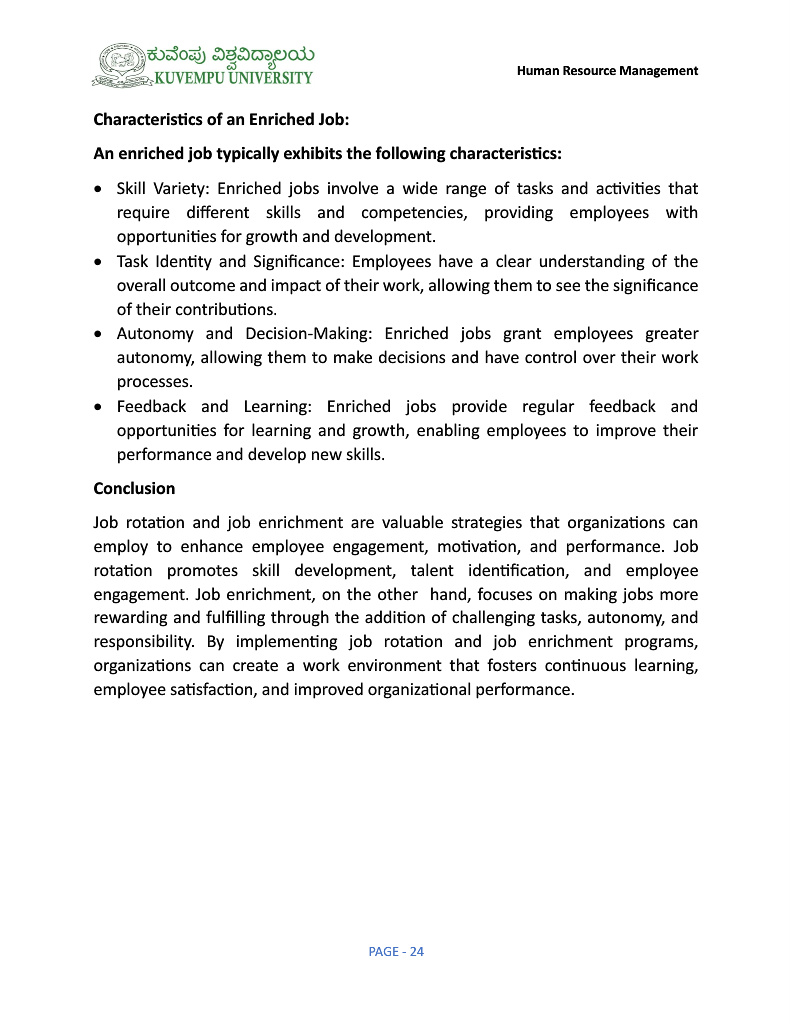 ಕುವೆಂಪು ವಿಶ್ವವಿದ್ಯಾಲಯ
KUVEMPU UNIVERSITY
Human Resource Management
Characteristics of an Enriched Job:
An enriched job typically exhibits the following characteristics:
• Skill Variety: Enriched jobs involve a wide range of tasks and activities that
require different skills and competencies, providing employees with
opportunities for growth and development.
• Task Identity and Significance: Employees have a clear understanding of the
overall outcome and impact of their work, allowing them to see the significance
of their contributions.
• Autonomy and Decision-Making: Enriched jobs grant employees greater
autonomy, allowing them to make decisions and have control over their work
processes.
• Feedback and Learning: Enriched jobs provide regular feedback and
opportunities for learning and growth, enabling employees to improve their
performance and develop new skills.
Conclusion
Job rotation and job enrichment are valuable strategies that organizations can
employ to enhance employee engagement, motivation, and performance. Job
rotation promotes skill development, talent identification, and employee
engagement. Job enrichment, on the other hand, focuses on making jobs more
rewarding and fulfilling through the addition of challenging tasks, autonomy, and
responsibility. By implementing job rotation and job enrichment programs,
organizations can create a work environment that fosters continuous learning,
employee satisfaction, and improved organizational performance.
PAGE - 24